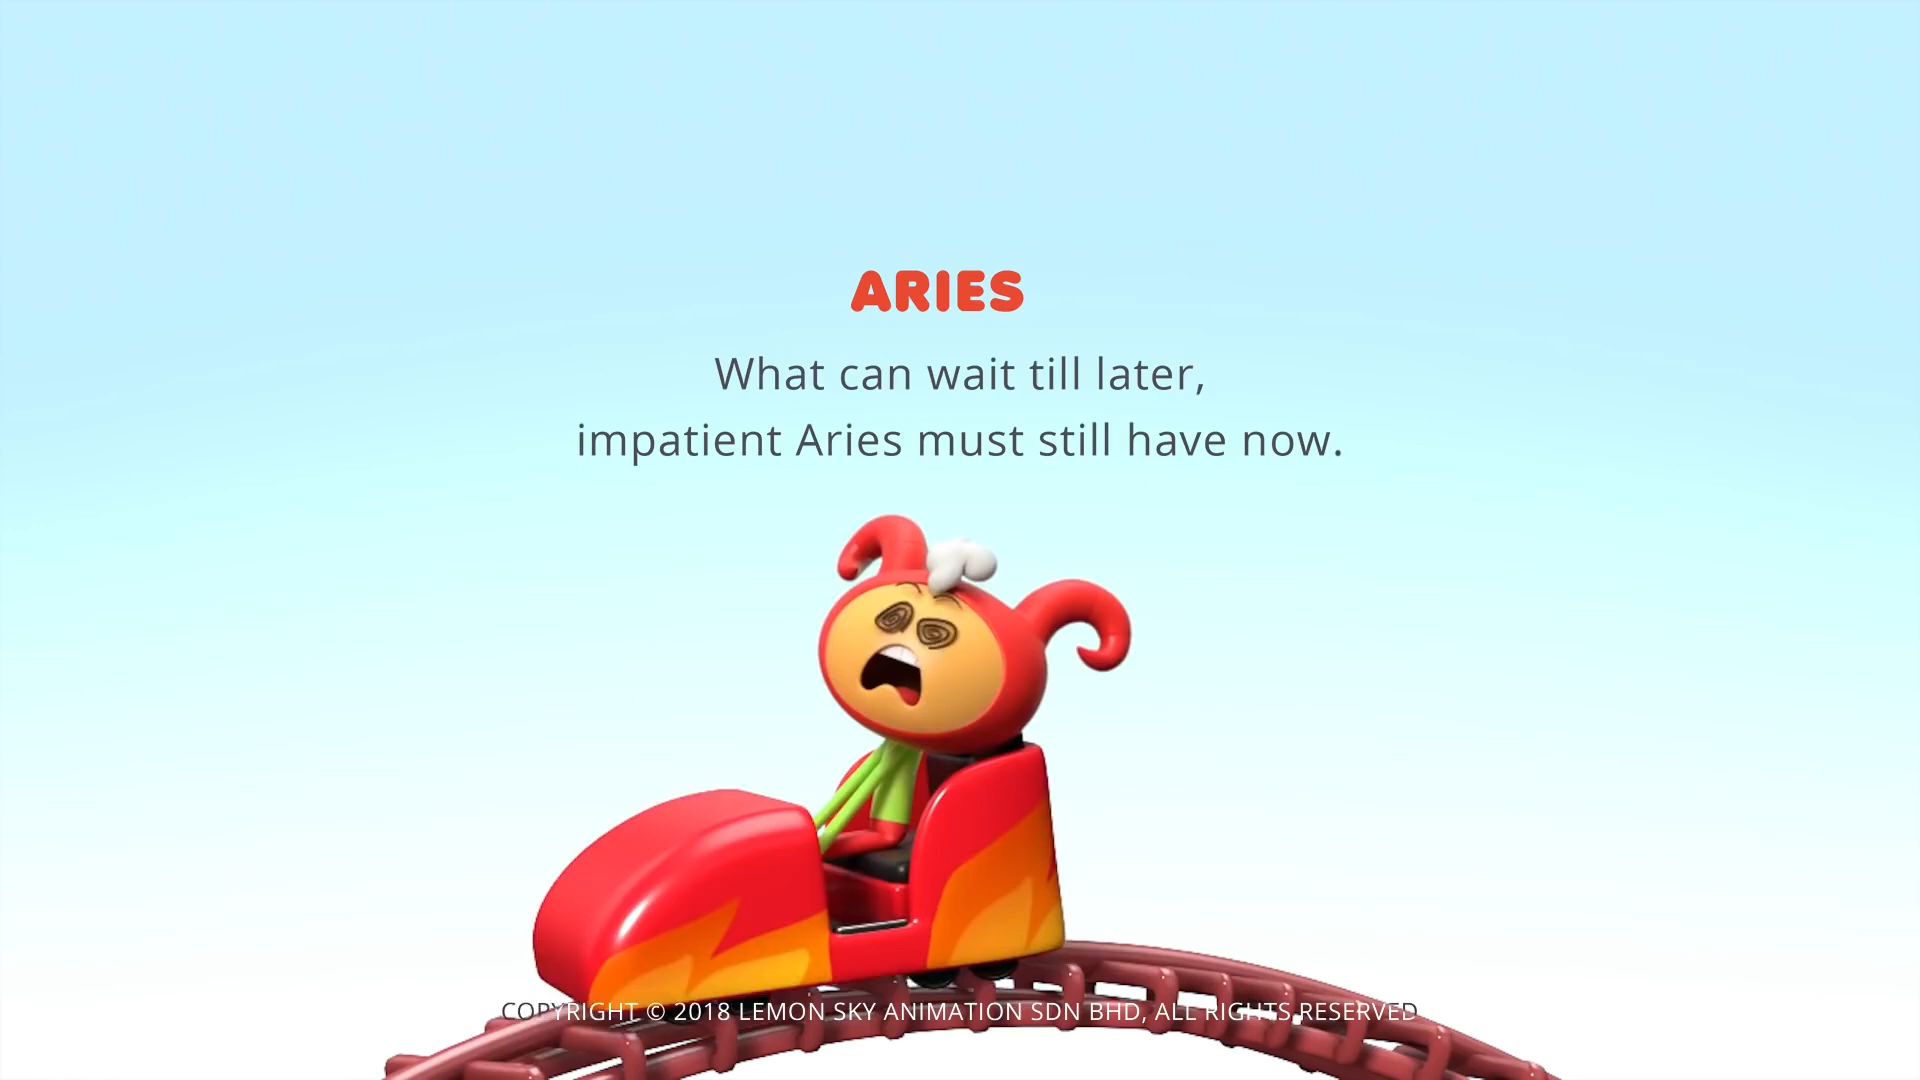 ARIES
What can wait till later,
impatient Aries must still have now.
COPYRIGHT © 2018 LEMON SKY ANIMATION SDN BHD, ALL RIGHTS RESERVED